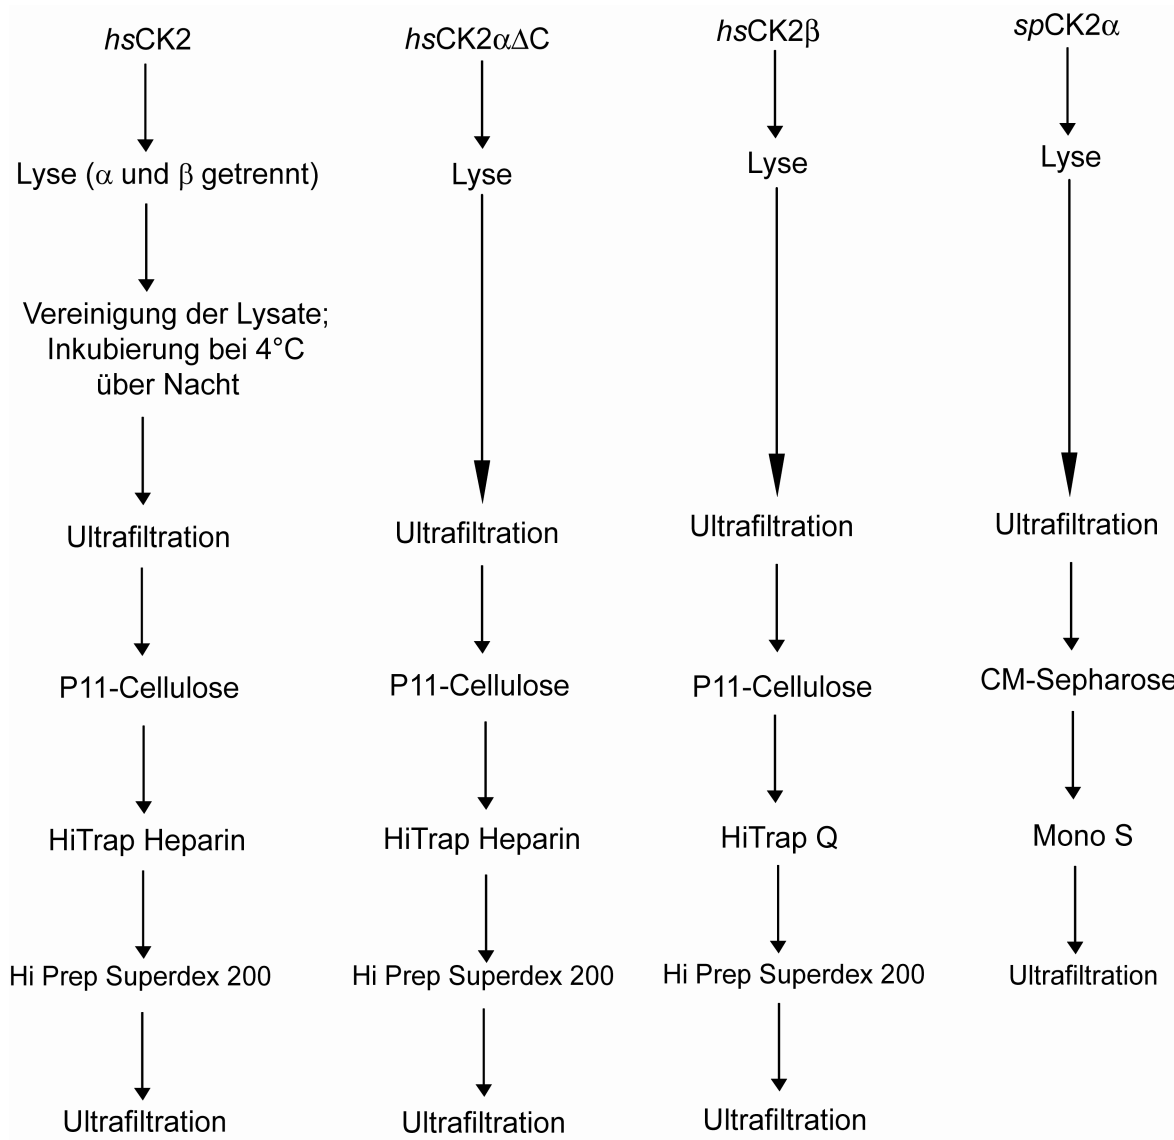 hsCK2
Lyse (α und β getrennt)
Vereinigung der Lysate;
Inkubierung bei 4°C
über Nacht
Ultrafiltration
P11-Cellulose
HiTrap Heparin
Hi Prep Superdex 200
Ultrafiltration
hsCK2αΔC
Lyse
Ultrafiltration
P11-Cellulose
HiTrap Heparin
Hi Prep Superdex 200
Ultrafiltration
hsCK2β
Lyse
Ultrafiltration
P11-Cellulose
HiTrap Q
Hi Prep Superdex 200
Ultrafiltration
spCK2α
Lyse
Ultrafiltration
CM-Sepharose
Mono S
Ultrafiltration